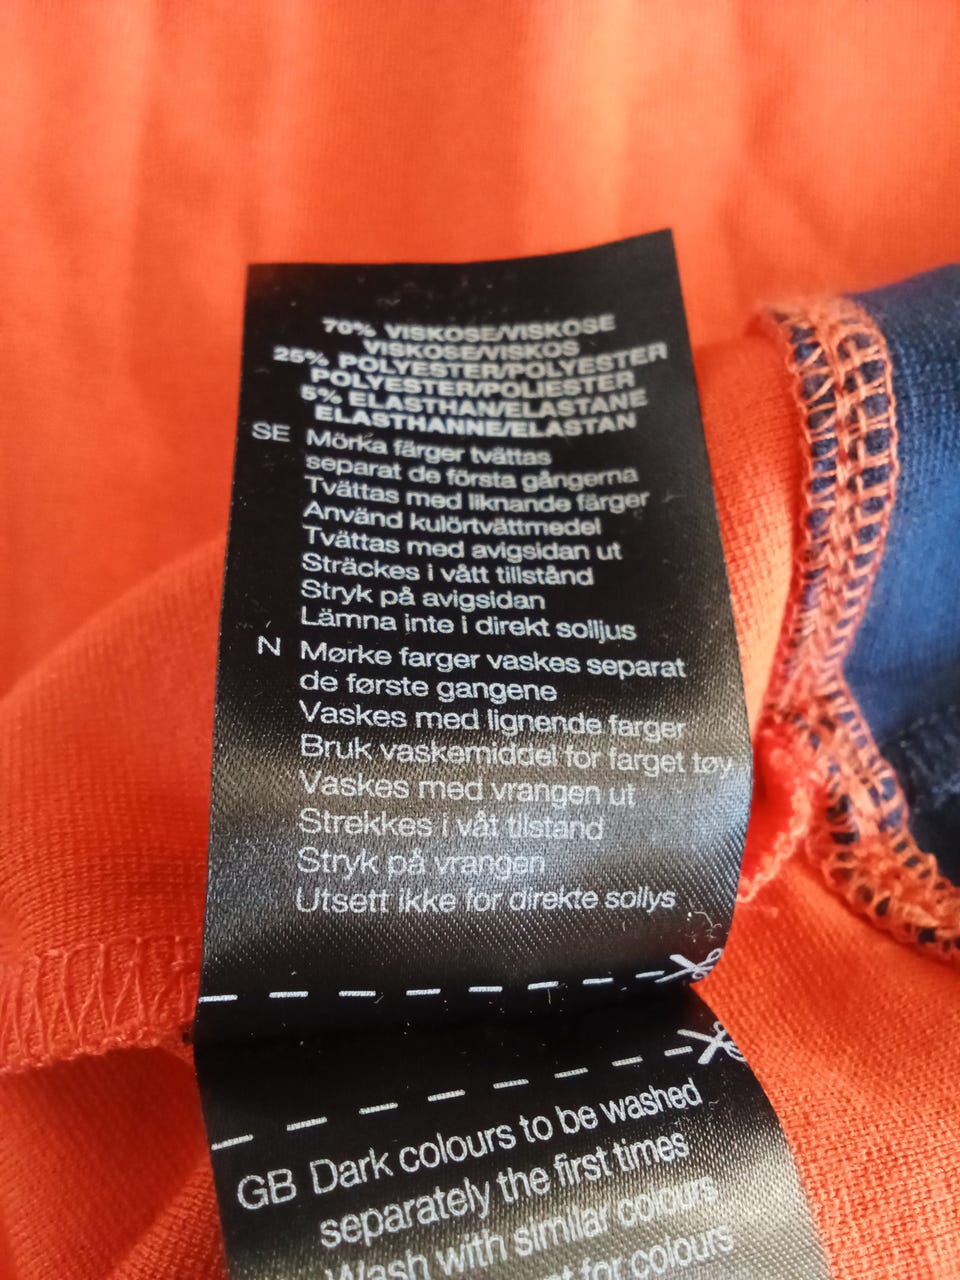 70% VISKOSE/VISKOSE
VISKOSE/VISKOS
25% POLYESTER/POLYESTER
POLYESTER/POLIESTER
5% ELASTHAN/ELASTANE
ELASTHANNE/ELASTAN
SE Mörka färger tvättas
separat de första gångerna
Tvättas med liknande färger
Använd kulörtvättmedel
Tvättas med avigsidan ut
Sträckes i vått tillstånd
Stryk på avigsidan
Lämna inte i direkt solljus
N Mørke farger vaskes separat
de første gangene
Vaskes med lignende farger
Bruk vaskemiddel for farget tøy
Vaskes med vrangen ut
Strekkes i våt tilstand
Stryk på vrangen
Utsett ikke for direkte sollys
GB Dark colours to be washed
separately the first times
Wash with similar colours
for colours